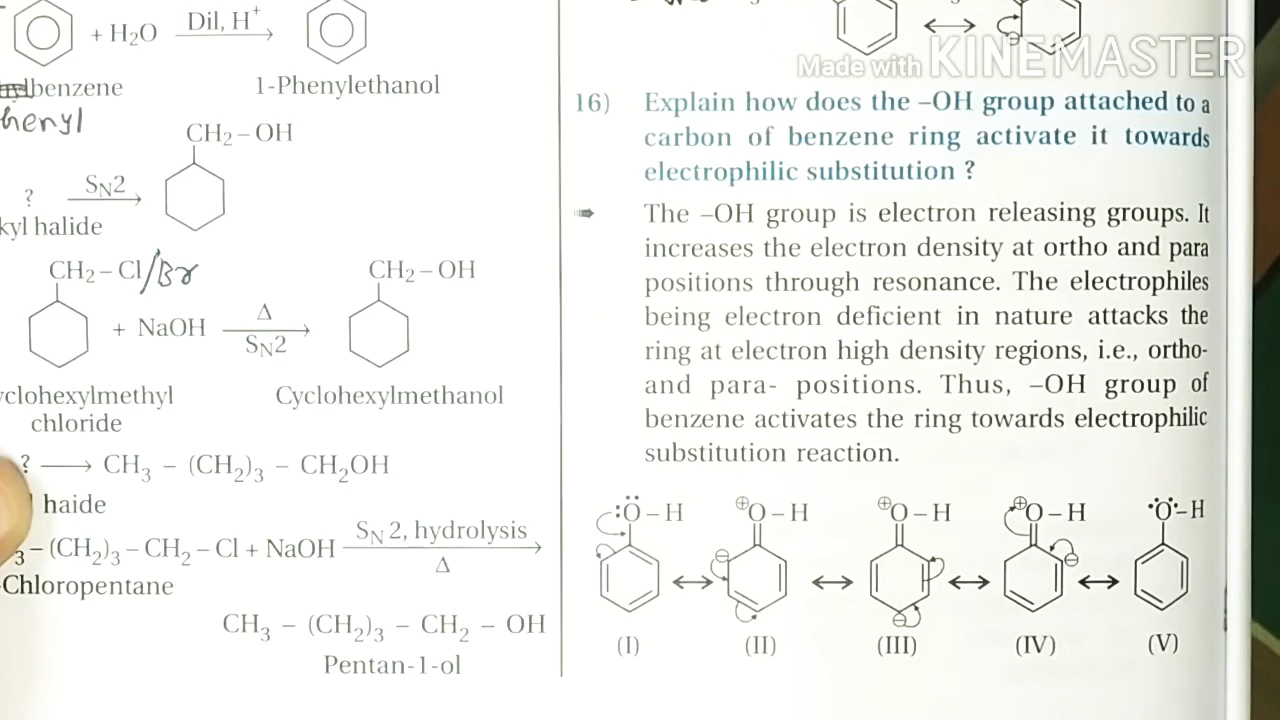 + H₂O Dil, H⁺
benzene 1-Phenylethanol
henyl
CH₂ – OH
? Sɴ2
kyl halide
CH₂ – Cl/Br CH₂ – OH
+ NaOH Δ
Sɴ2
yclohexylmethyl Cyclohexylmethanol
chloride
? ⟶ CH₃ – (CH₂)₃ – CH₂OH
haide
₃ – (CH₂)₃ – CH₂ – Cl + NaOH Sɴ 2, hydrolysis
Δ
Chloropentane
CH₃ – (CH₂)₃ – CH₂ – OH
Pentan-1-ol
Made with KINEMASTER
16) Explain how does the –OH group attached to a
carbon of benzene ring activate it towards
electrophilic substitution ?
The –OH group is electron releasing groups. It
increases the electron density at ortho and para
positions through resonance. The electrophiles
being electron deficient in nature attacks the
ring at electron high density regions, i.e., ortho-
and para- positions. Thus, –OH group of
benzene activates the ring towards electrophilic
substitution reaction.
:Ö – H ⊕O – H ⊕O – H ⊕O – H Ö – H
⊖ ⊖ ⊖
(I) (II) (III) (IV) (V)